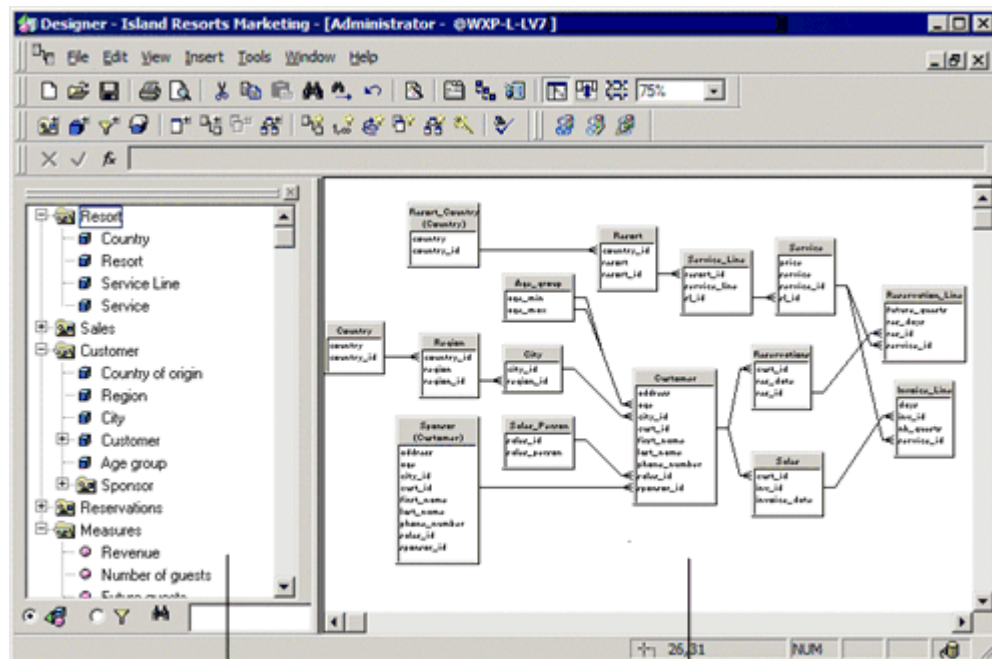 Designer - Island Resorts Marketing - [Administrator - @WXP-L-LV7 ]
File Edit View Insert Tools Window Help
75%
Resort
Country
Resort
Service Line
Service
Sales
Customer
Country of origin
Region
City
Customer
Age group
Sponsor
Reservations
Measures
Revenue
Number of guests
Future guests
Resort_Country
(Country)
country
country_id
Resort
country_id
resort
resort_id
Service_Line
resort_id
service_line
sl_id
Service
price
service
service_id
sl_id
Reservation_Line
future_guests
res_days
res_id
service_id
Age_group
age_min
age_max
Country
country
country_id
Region
country_id
region
region_id
City
city_id
region_id
Customer
address
age
city_id
cust_id
first_name
last_name
phone_number
sales_id
sponsor_id
Reservations
cust_id
res_date
res_id
Invoice_Line
days
inv_id
nb_guests
service_id
Sponsor
(Customer)
address
age
city_id
cust_id
first_name
last_name
phone_number
sales_id
sponsor_id
Sales_Person
sales_id
sales_person
Sales
cust_id
inv_id
invoice_date
26,31
NUM